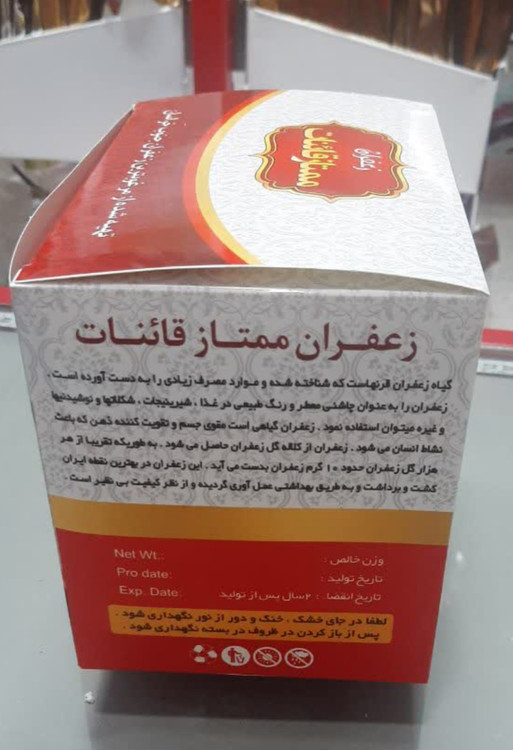 زعفران
ممتاز قائنات
زعفران ممتاز قائنات
گیاه زعفران قرنهاست که شناخته شده و موارد مصرف زیادی را به دست آورده است .
زعفران را به عنوان چاشنی معطر و رنگ طبیعی در غذا ، شیرینیجات ، شکلاتها و نوشیدنیها
و غیره میتوان استفاده نمود . زعفران گیاهی است مقوی جسم و تقویت کننده ذهن که باعث
نشاط انسان می شود . زعفران از کلاله گل زعفران حاصل می شود . به طوریکه تقریبا از هر
هزار گل زعفران حدود ۱۰ گرم زعفران بدست می آید . این زعفران در بهترین نقطه ایران
کشت و برداشت و به طریق بهداشتی عمل آوری گردیده و از نظر کیفیت بی نظیر است .
وزن خالص : Net Wt.:
تاریخ تولید : Pro date:
تاریخ انقضاء : ۲سال پس از تولید Exp. Date:
لطفا در جای خشک ، خنک و دور از نور نگهداری شود .
پس از باز کردن در ظروف در بسته نگهداری شود .